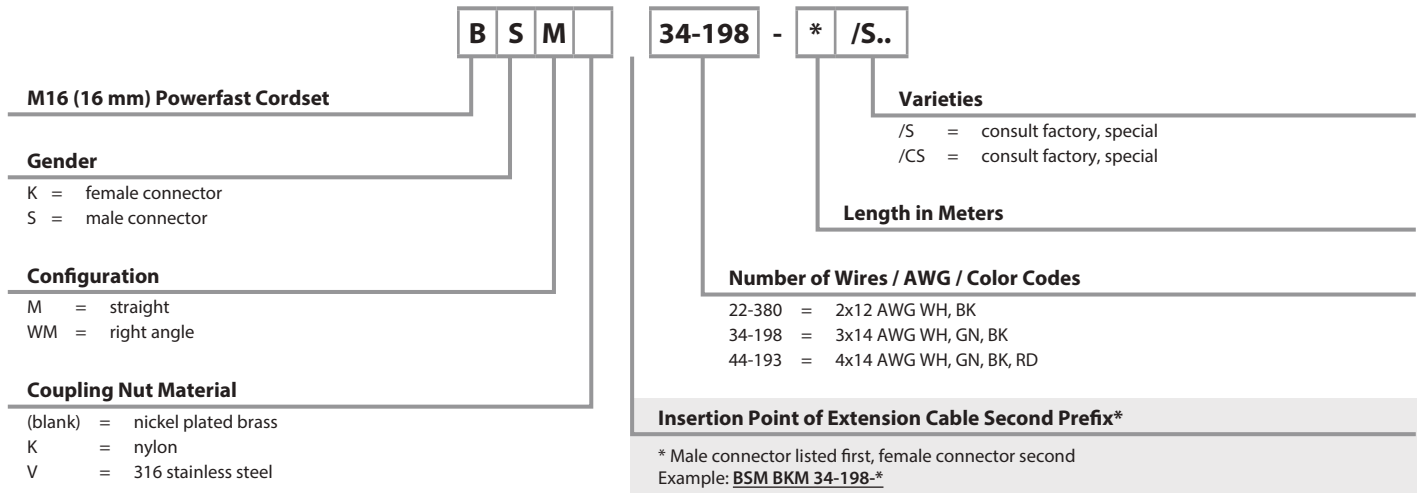 B S M 34-198 - * /S..
M16 (16 mm) Powerfast Cordset
Gender
K = female connector
S = male connector
Configuration
M = straight
WM = right angle
Coupling Nut Material
(blank) = nickel plated brass
K = nylon
V = 316 stainless steel
Varieties
/S = consult factory, special
/CS = consult factory, special
Length in Meters
Number of Wires / AWG / Color Codes
22-380 = 2x12 AWG WH, BK
34-198 = 3x14 AWG WH, GN, BK
44-193 = 4x14 AWG WH, GN, BK, RD
Insertion Point of Extension Cable Second Prefix*
* Male connector listed first, female connector second
Example: BSM BKM 34-198-*